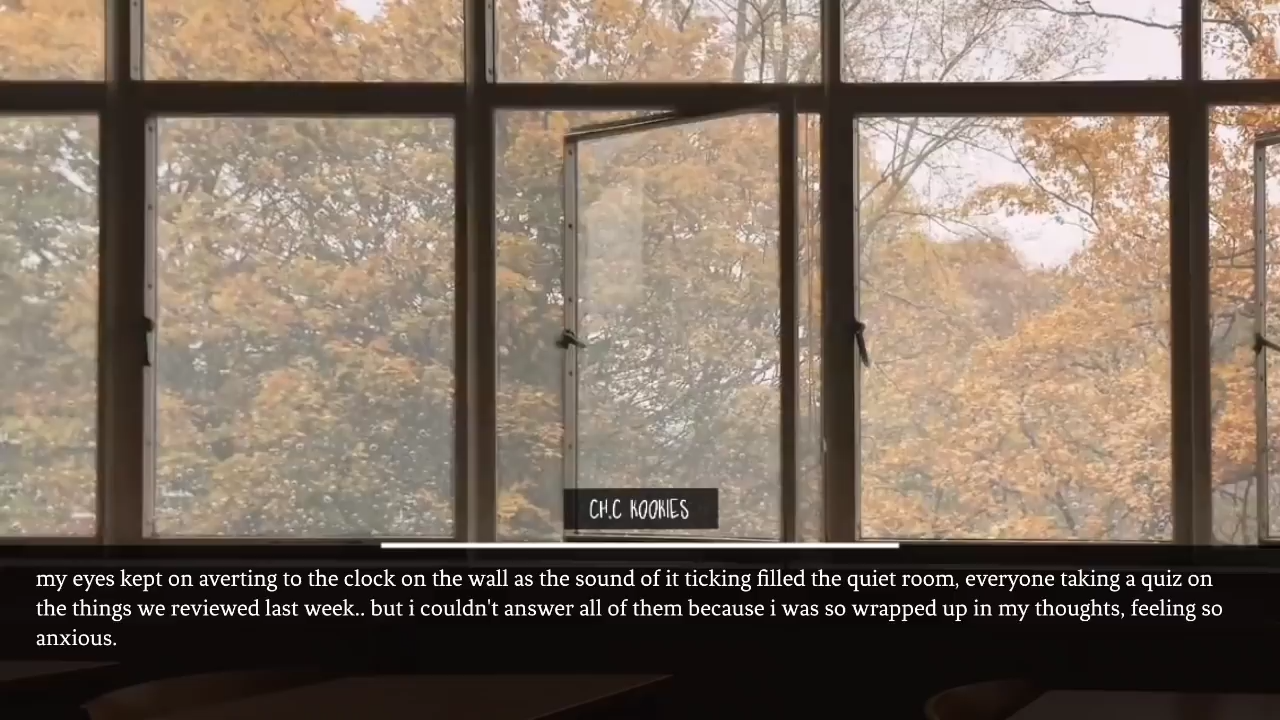 CH.C KOOKIES
my eyes kept on averting to the clock on the wall as the sound of it ticking filled the quiet room, everyone taking a quiz on
the things we reviewed last week.. but i couldn't answer all of them because i was so wrapped up in my thoughts, feeling so
anxious.